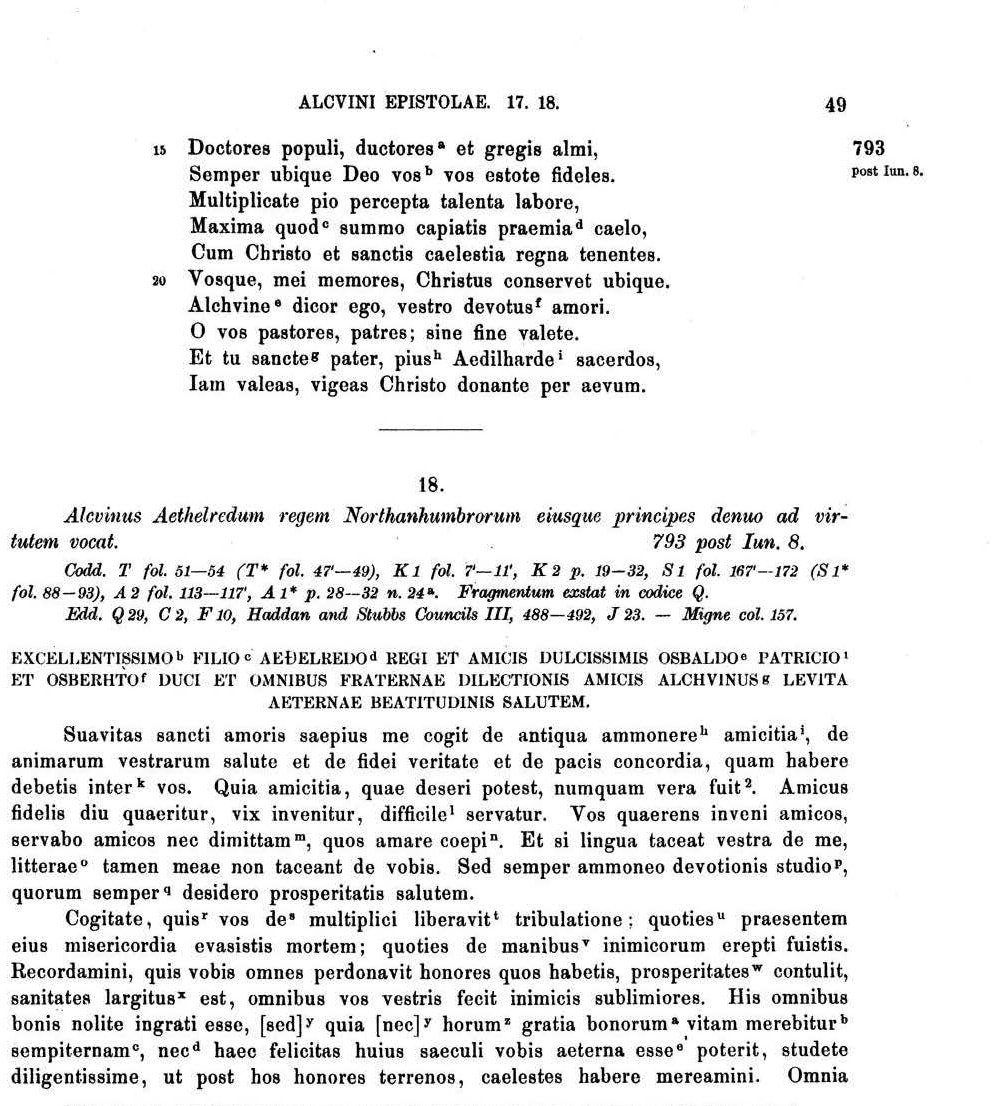 ALCVINI EPISTOLAE. 17. 18. 49
15 Doctores populi, ductores a et gregis almi, 793
Semper ubique Deo vos b vos estote fideles. post Iun. 8.
Multiplicate pio percepta talenta labore,
Maxima quod c summo capiatis praemia d caelo,
Cum Christo et sanctis caelestia regna tenentes.
20 Vosque, mei memores, Christus conservet ubique.
Alchvine e dicor ego, vestro devotus f amori.
O vos pastores, patres; sine fine valete.
Et tu sancte g pater, pius h Aedilharde i sacerdos,
Iam valeas, vigeas Christo donante per aevum.
18.
Alcvinus Aethelredum regem Northanhumbrorum eiusque principes denuo ad vir-
tutem vocat. 793 post Iun. 8.
Codd. T fol. 51—54 (T* fol. 47'—49), K1 fol. 7'—11', K2 p. 19—32, S1 fol. 167'—172 (S1*
fol. 88—93), A2 fol. 113—117', A1* p. 28—32 n. 24a. Fragmentum exstat in codice Q.
Edd. Q29, C2, F10, Haddan and Stubbs Councils III, 488—492, J23. — Migne col. 157.
EXCELLENTISSIMO b FILIO c AEÐELREDO d REGI ET AMICIS DULCISSIMIS OSBALDO e PATRICIO 1
ET OSBERHTO f DUCI ET OMNIBUS FRATERNAE DILECTIONIS AMICIS ALCHVINUS g LEVITA
AETERNAE BEATITUDINIS SALUTEM.
Suavitas sancti amoris saepius me cogit de antiqua ammonere h amicitia i, de
animarum vestrarum salute et de fidei veritate et de pacis concordia, quam habere
debetis inter k vos. Quia amicitia, quae deseri potest, numquam vera fuit 2. Amicus
fidelis diu quaeritur, vix invenitur, difficile l servatur. Vos quaerens inveni amicos,
servabo amicos nec dimittam m, quos amare coepi n. Et si lingua taceat vestra de me,
litterae o tamen meae non taceant de vobis. Sed semper ammoneo devotionis studio p,
quorum semper q desidero prosperitatis salutem.
Cogitate, quis r vos de s multiplici liberavit t tribulatione; quoties u praesentem
eius misericordia evasistis mortem; quoties de manibus v inimicorum erepti fuistis.
Recordamini, quis vobis omnes perdonavit honores quos habetis, prosperitates w contulit,
sanitates largitus x est, omnibus vos vestris fecit inimicis sublimiores. His omnibus
bonis nolite ingrati esse, [sed] y quia [nec] y horum z gratia bonorum a vitam merebitur b
sempiternam c, nec d haec felicitas huius saeculi vobis aeterna esse e poterit, studete
diligentissime, ut post hos honores terrenos, caelestes habere mereamini. Omnia